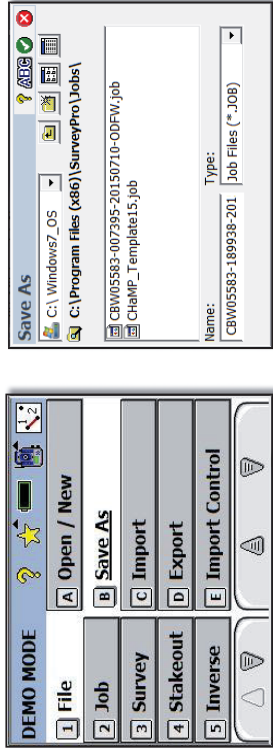 DEMO MODE
1 File
2 Job
3 Survey
4 Stakeout
5 Inverse
A Open / New
B Save As
C Import
D Export
E Import Control
Save As
? ABC
C:\ Windows7_OS
C:\Program Files (x86)\SurveyPro\Jobs\
CBW05583-007395-20150710-ODFW.job
CHaMP_Template15.job
Name:
Type:
CBW05583-189938-201
Job Files (*.JOB)